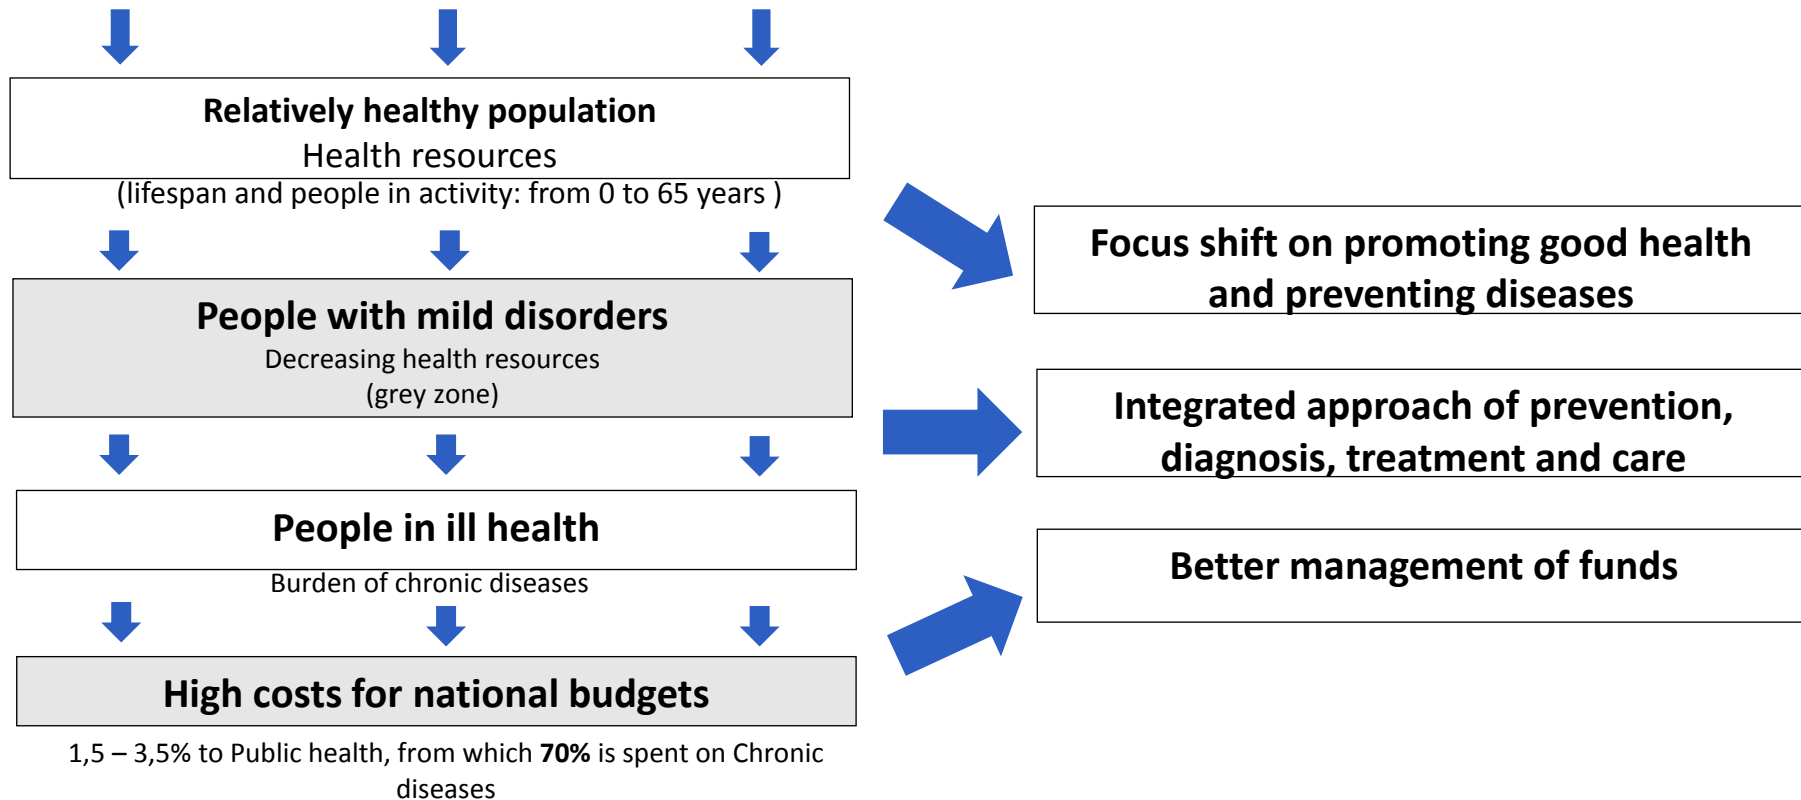 Relatively healthy population
Health resources
(lifespan and people in activity: from 0 to 65 years )
People with mild disorders
Decreasing health resources
(grey zone)
People in ill health
Burden of chronic diseases
High costs for national budgets
1,5 – 3,5% to Public health, from which 70% is spent on Chronic
diseases
Focus shift on promoting good health
and preventing diseases
Integrated approach of prevention,
diagnosis, treatment and care
Better management of funds